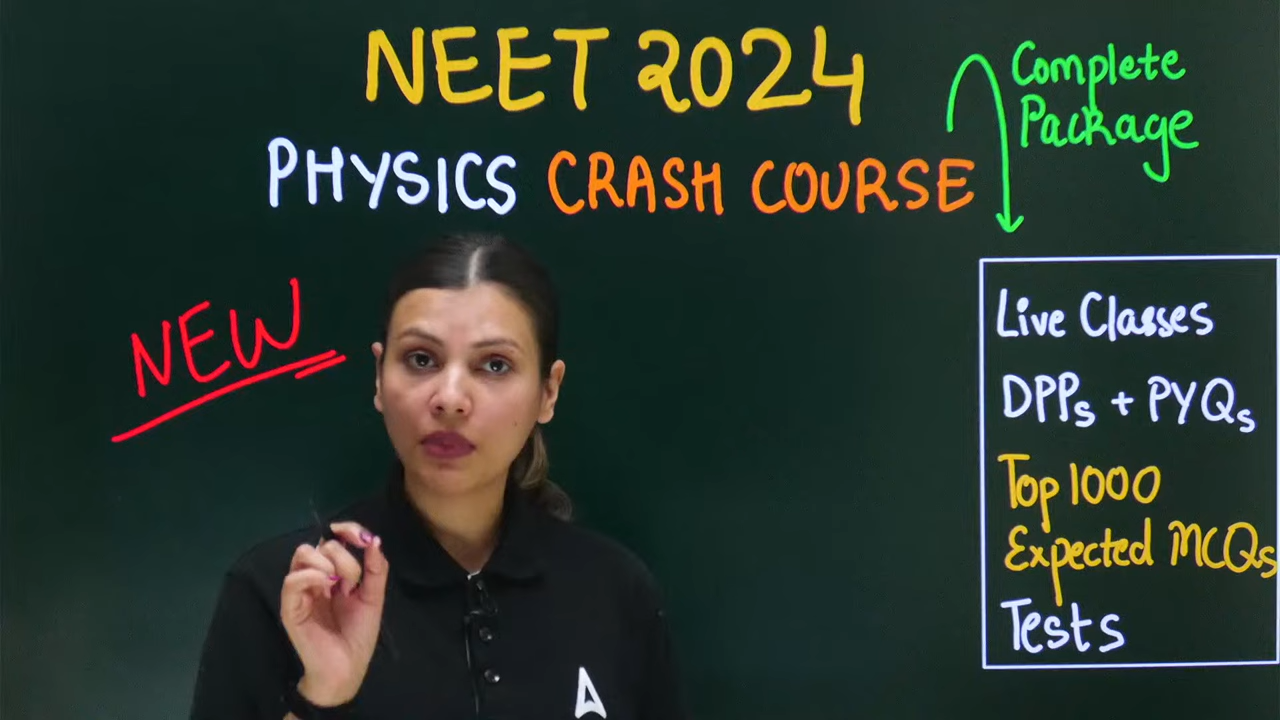 NEET 2024
PHYSICS CRASH COURSE
Complete
Package
NEW
Live Classes
DPPs + PYQs
Top 1000
Expected MCQs
Tests